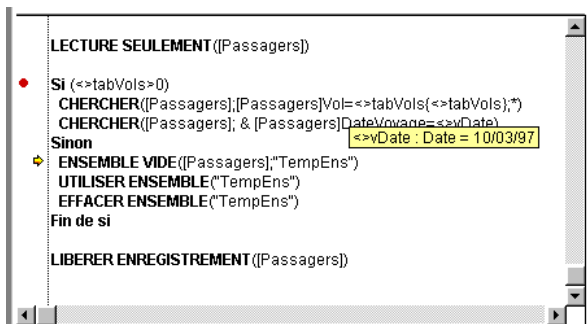 LECTURE SEULEMENT([Passagers])
Si (<>tabVols>0)
CHERCHER([Passagers];[Passagers]Vol=<>tabVols{<>tabVols};*)
CHERCHER([Passagers]; & [Passagers]DateVoyage=<>vDate)
<>vDate : Date = 10/03/97
Sinon
ENSEMBLE VIDE([Passagers];"TempEns")
UTILISER ENSEMBLE("TempEns")
EFFACER ENSEMBLE("TempEns")
Fin de si
LIBERER ENREGISTREMENT([Passagers])